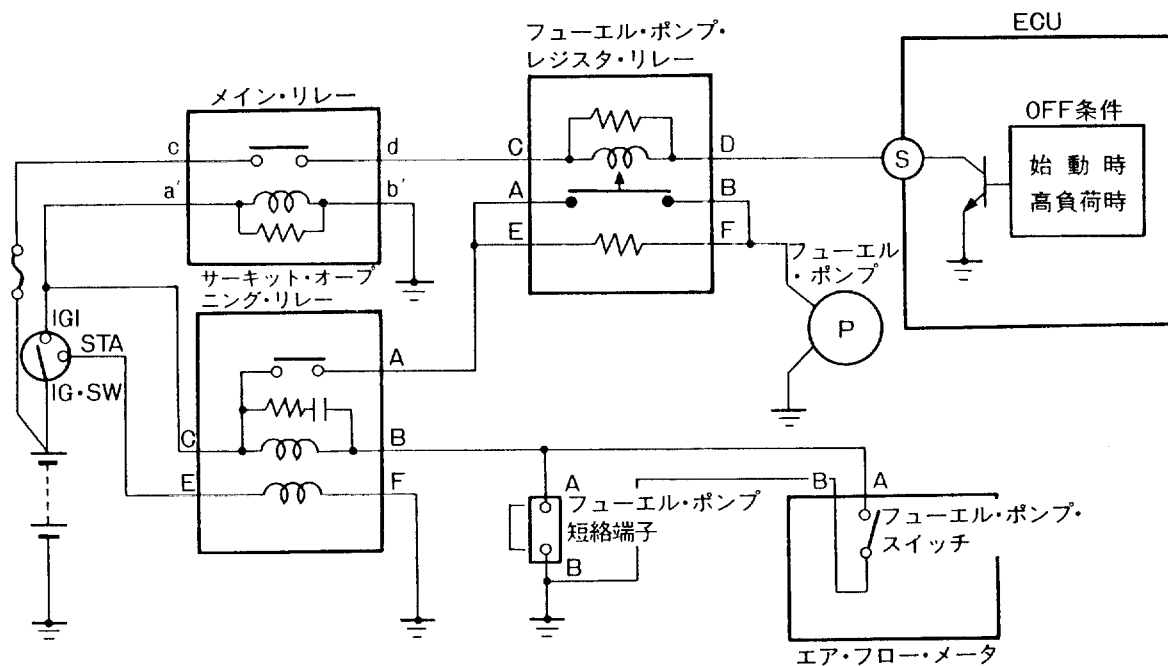 ECU
フューエル・ポンプ・
レジスタ・リレー
メイン・リレー
OFF条件
始動時
高負荷時
c
d
C
D
S
a'
b'
A
B
E
F
フューエル
・ポンプ
P
サーキット・オープ
ニング・リレー
IGI
STA
IG・SW
A
C
B
E
F
A
フューエル・ポンプ
短絡端子
B
B
A
フューエル・ポンプ・
スイッチ
エア・フロー・メータ